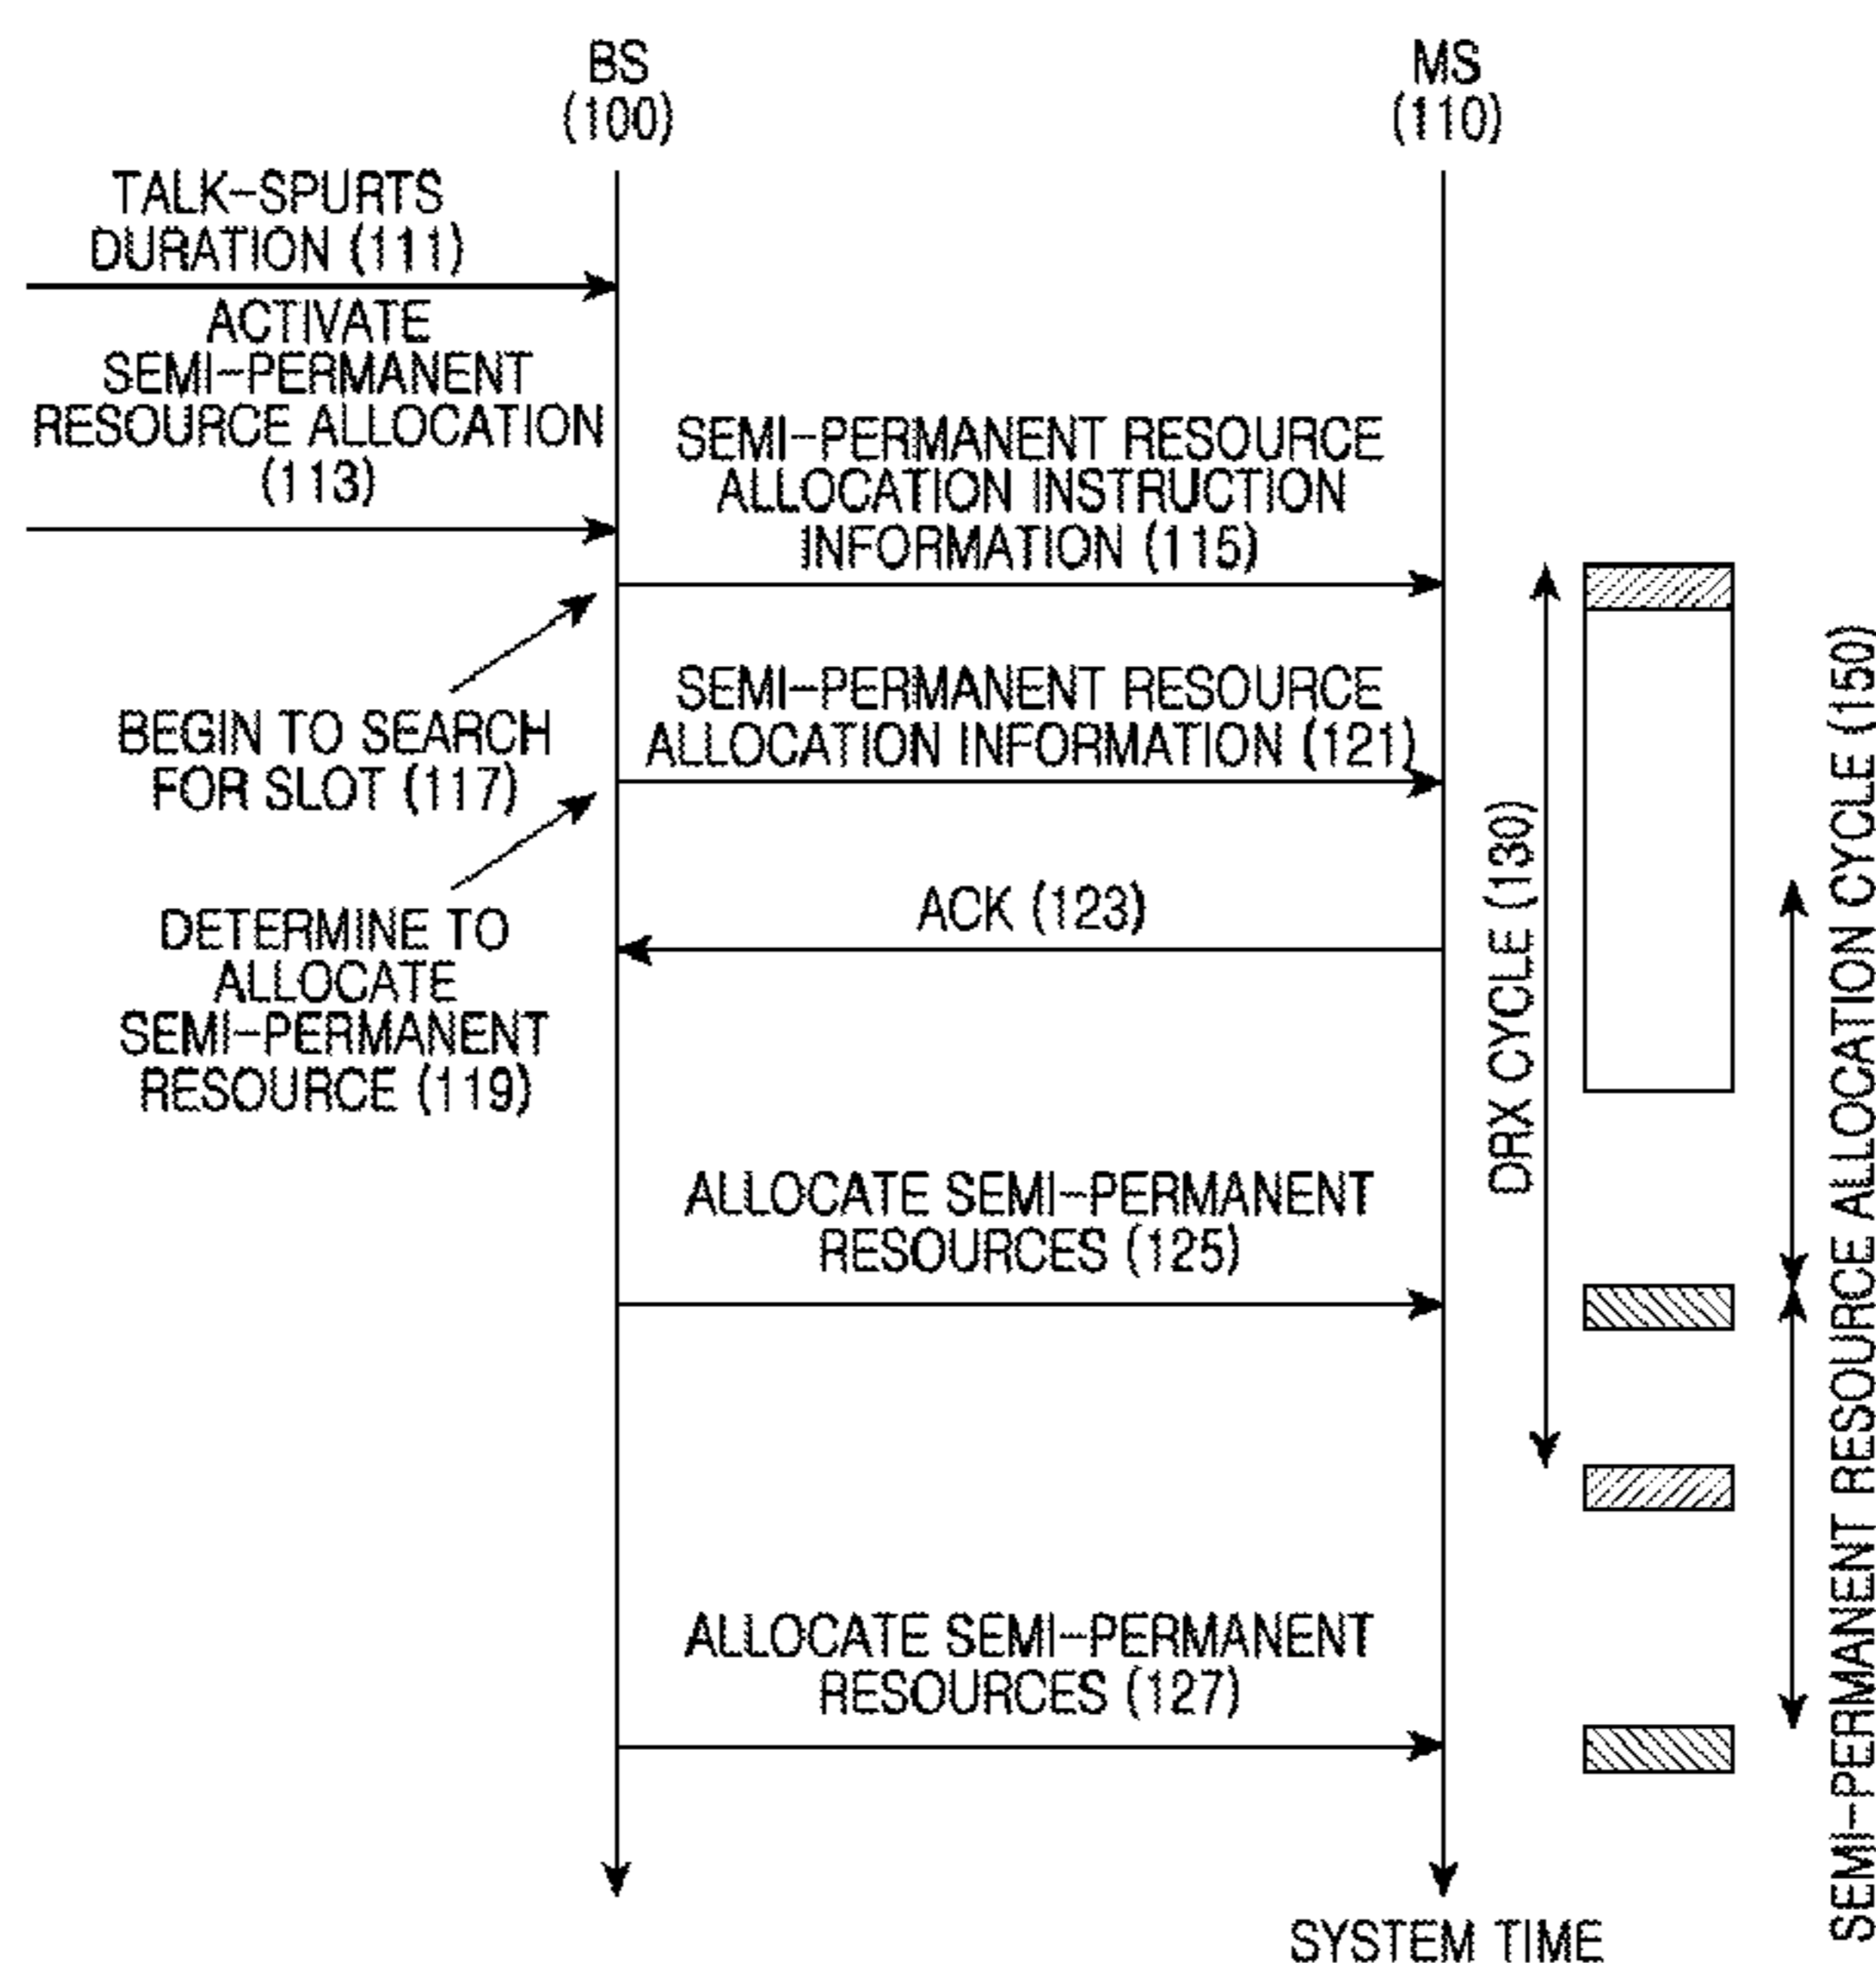 BS
(100)
MS
(110)
TALK-SPURTS
DURATION (111)
ACTIVATE
SEMI-PERMANENT
RESOURCE ALLOCATION
(113)
SEMI-PERMANENT RESOURCE
ALLOCATION INSTRUCTION
INFORMATION (115)
BEGIN TO SEARCH
FOR SLOT (117)
SEMI-PERMANENT RESOURCE
ALLOCATION INFORMATION (121)
DETERMINE TO
ALLOCATE
SEMI-PERMANENT
RESOURCE (119)
ACK (123)
ALLOCATE SEMI-PERMANENT
RESOURCES (125)
ALLOCATE SEMI-PERMANENT
RESOURCES (127)
DRX CYCLE (130)
SEMI-PERMANENT RESOURCE ALLOCATION CYCLE (150)
SYSTEM TIME